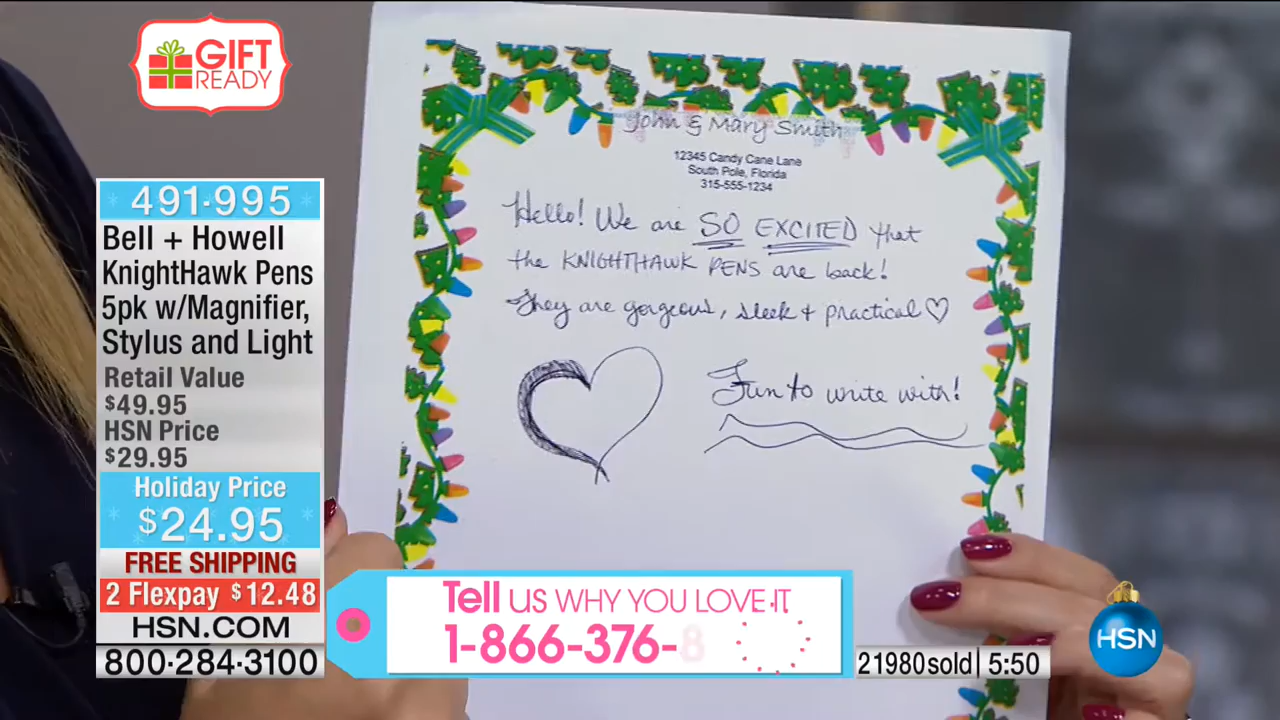 GIFT
READY
John & Mary Smith
12345 Candy Cane Lane
South Pole, Florida
315-555-1234
Hello! We are SO EXCITED that
the KNIGHTHAWK PENS are back!
They are gorgeous, sleek & practical
Fun to write with!
491-995
Bell + Howell
KnightHawk Pens
5pk w/Magnifier,
Stylus and Light
Retail Value
$49.95
HSN Price
$29.95
Holiday Price
$24.95
FREE SHIPPING
2 Flexpay $12.48
HSN.COM
800-284-3100
Tell us WHY YOU LOVE IT
1-866-376-8
21980 sold | 5:50
HSN